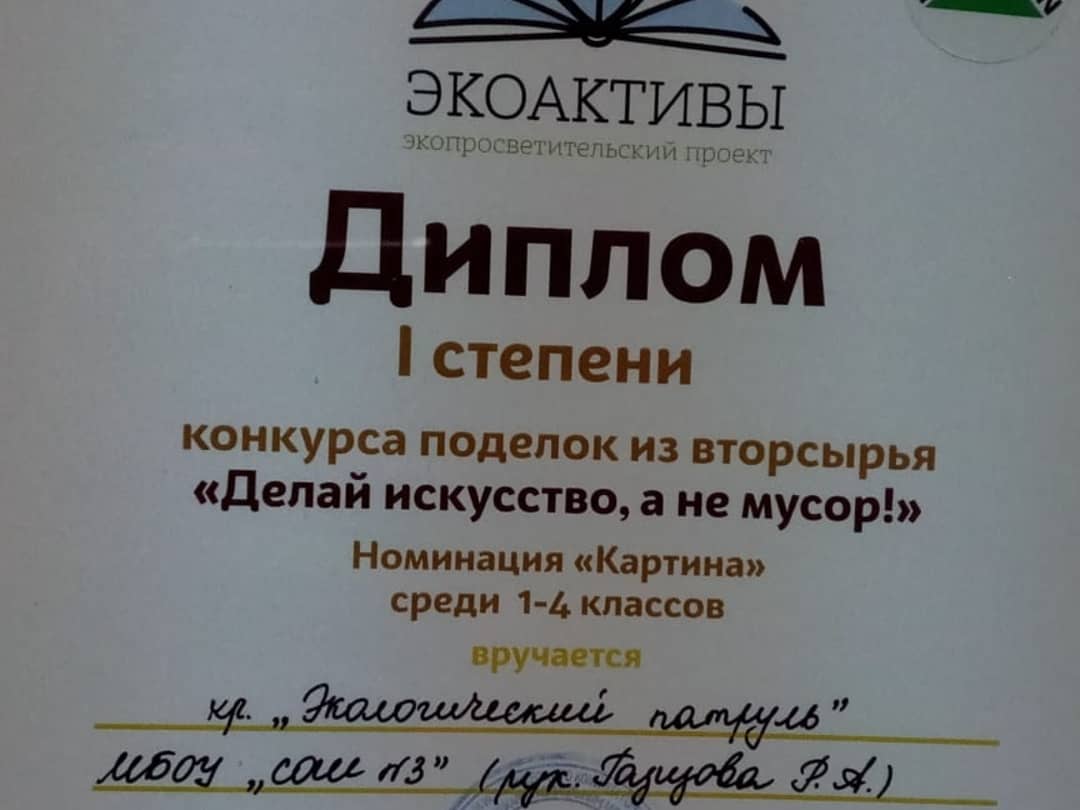 ЭКОАКТИВЫ
экопросветительский проект
Диплом
I степени
конкурса поделок из вторсырья
«Делай искусство, а не мусор!»
Номинация «Картина»
среди 1-4 классов
вручается
кр. „Экологический патруль”
МБОУ „СОШ №3” (рук. Р.А.)